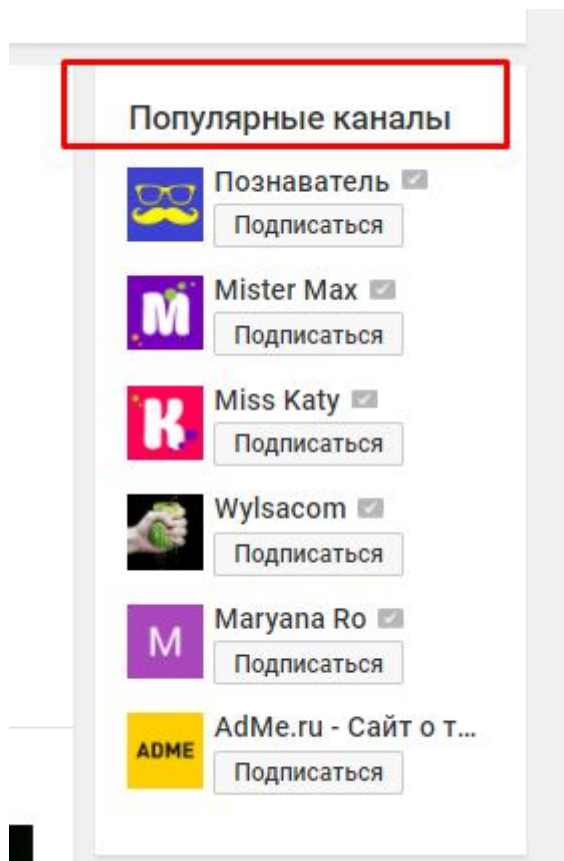 Популярные каналы
Познаватель
Подписаться
M
Mister Max
Подписаться
K
Miss Katy
Подписаться
Wylsacom
Подписаться
M
Maryana Ro
Подписаться
ADME
AdMe.ru - Сайт о т...
Подписаться